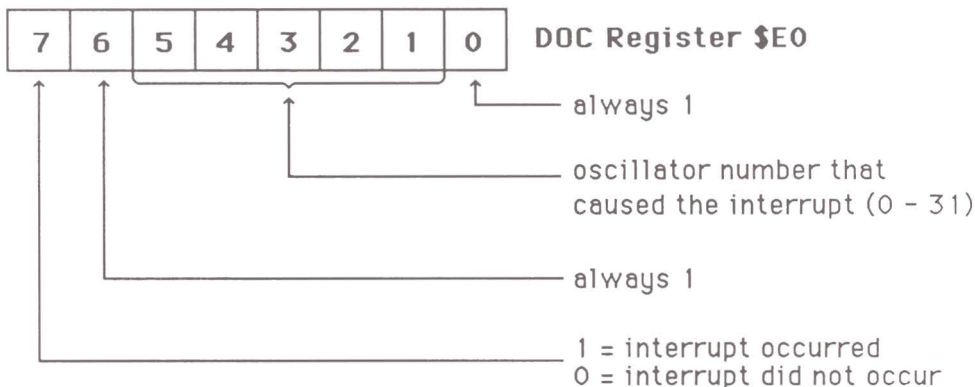 7 6 5 4 3 2 1 0 DOC Register $E0
always 1
oscillator number that
caused the interrupt (0 - 31)
always 1
1 = interrupt occurred
0 = interrupt did not occur